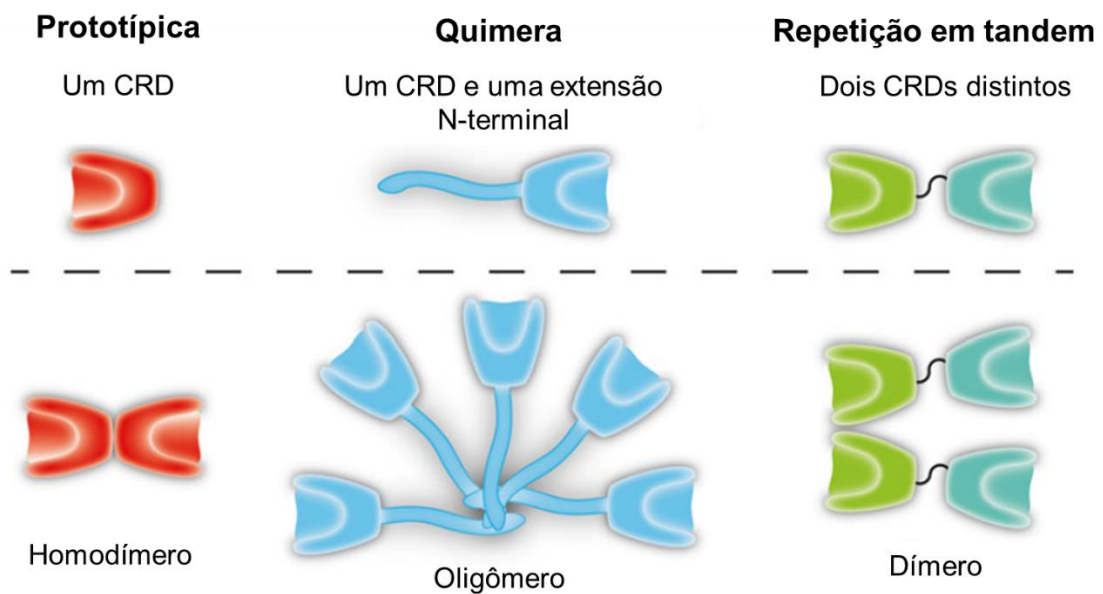 Prototípica
Um CRD
Quimera
Um CRD e uma extensão
N-terminal
Repetição em tandem
Dois CRDs distintos
Homodímero
Oligômero
Dímero